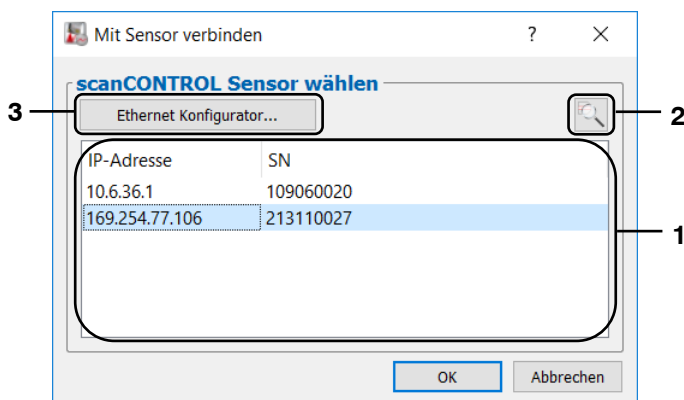 Mit Sensor verbinden ?
scanCONTROL Sensor wählen
3 Ethernet Konfigurator... 2
IP-Adresse SN
10.6.36.1 109060020
169.254.77.106 213110027
1
OK Abbrechen